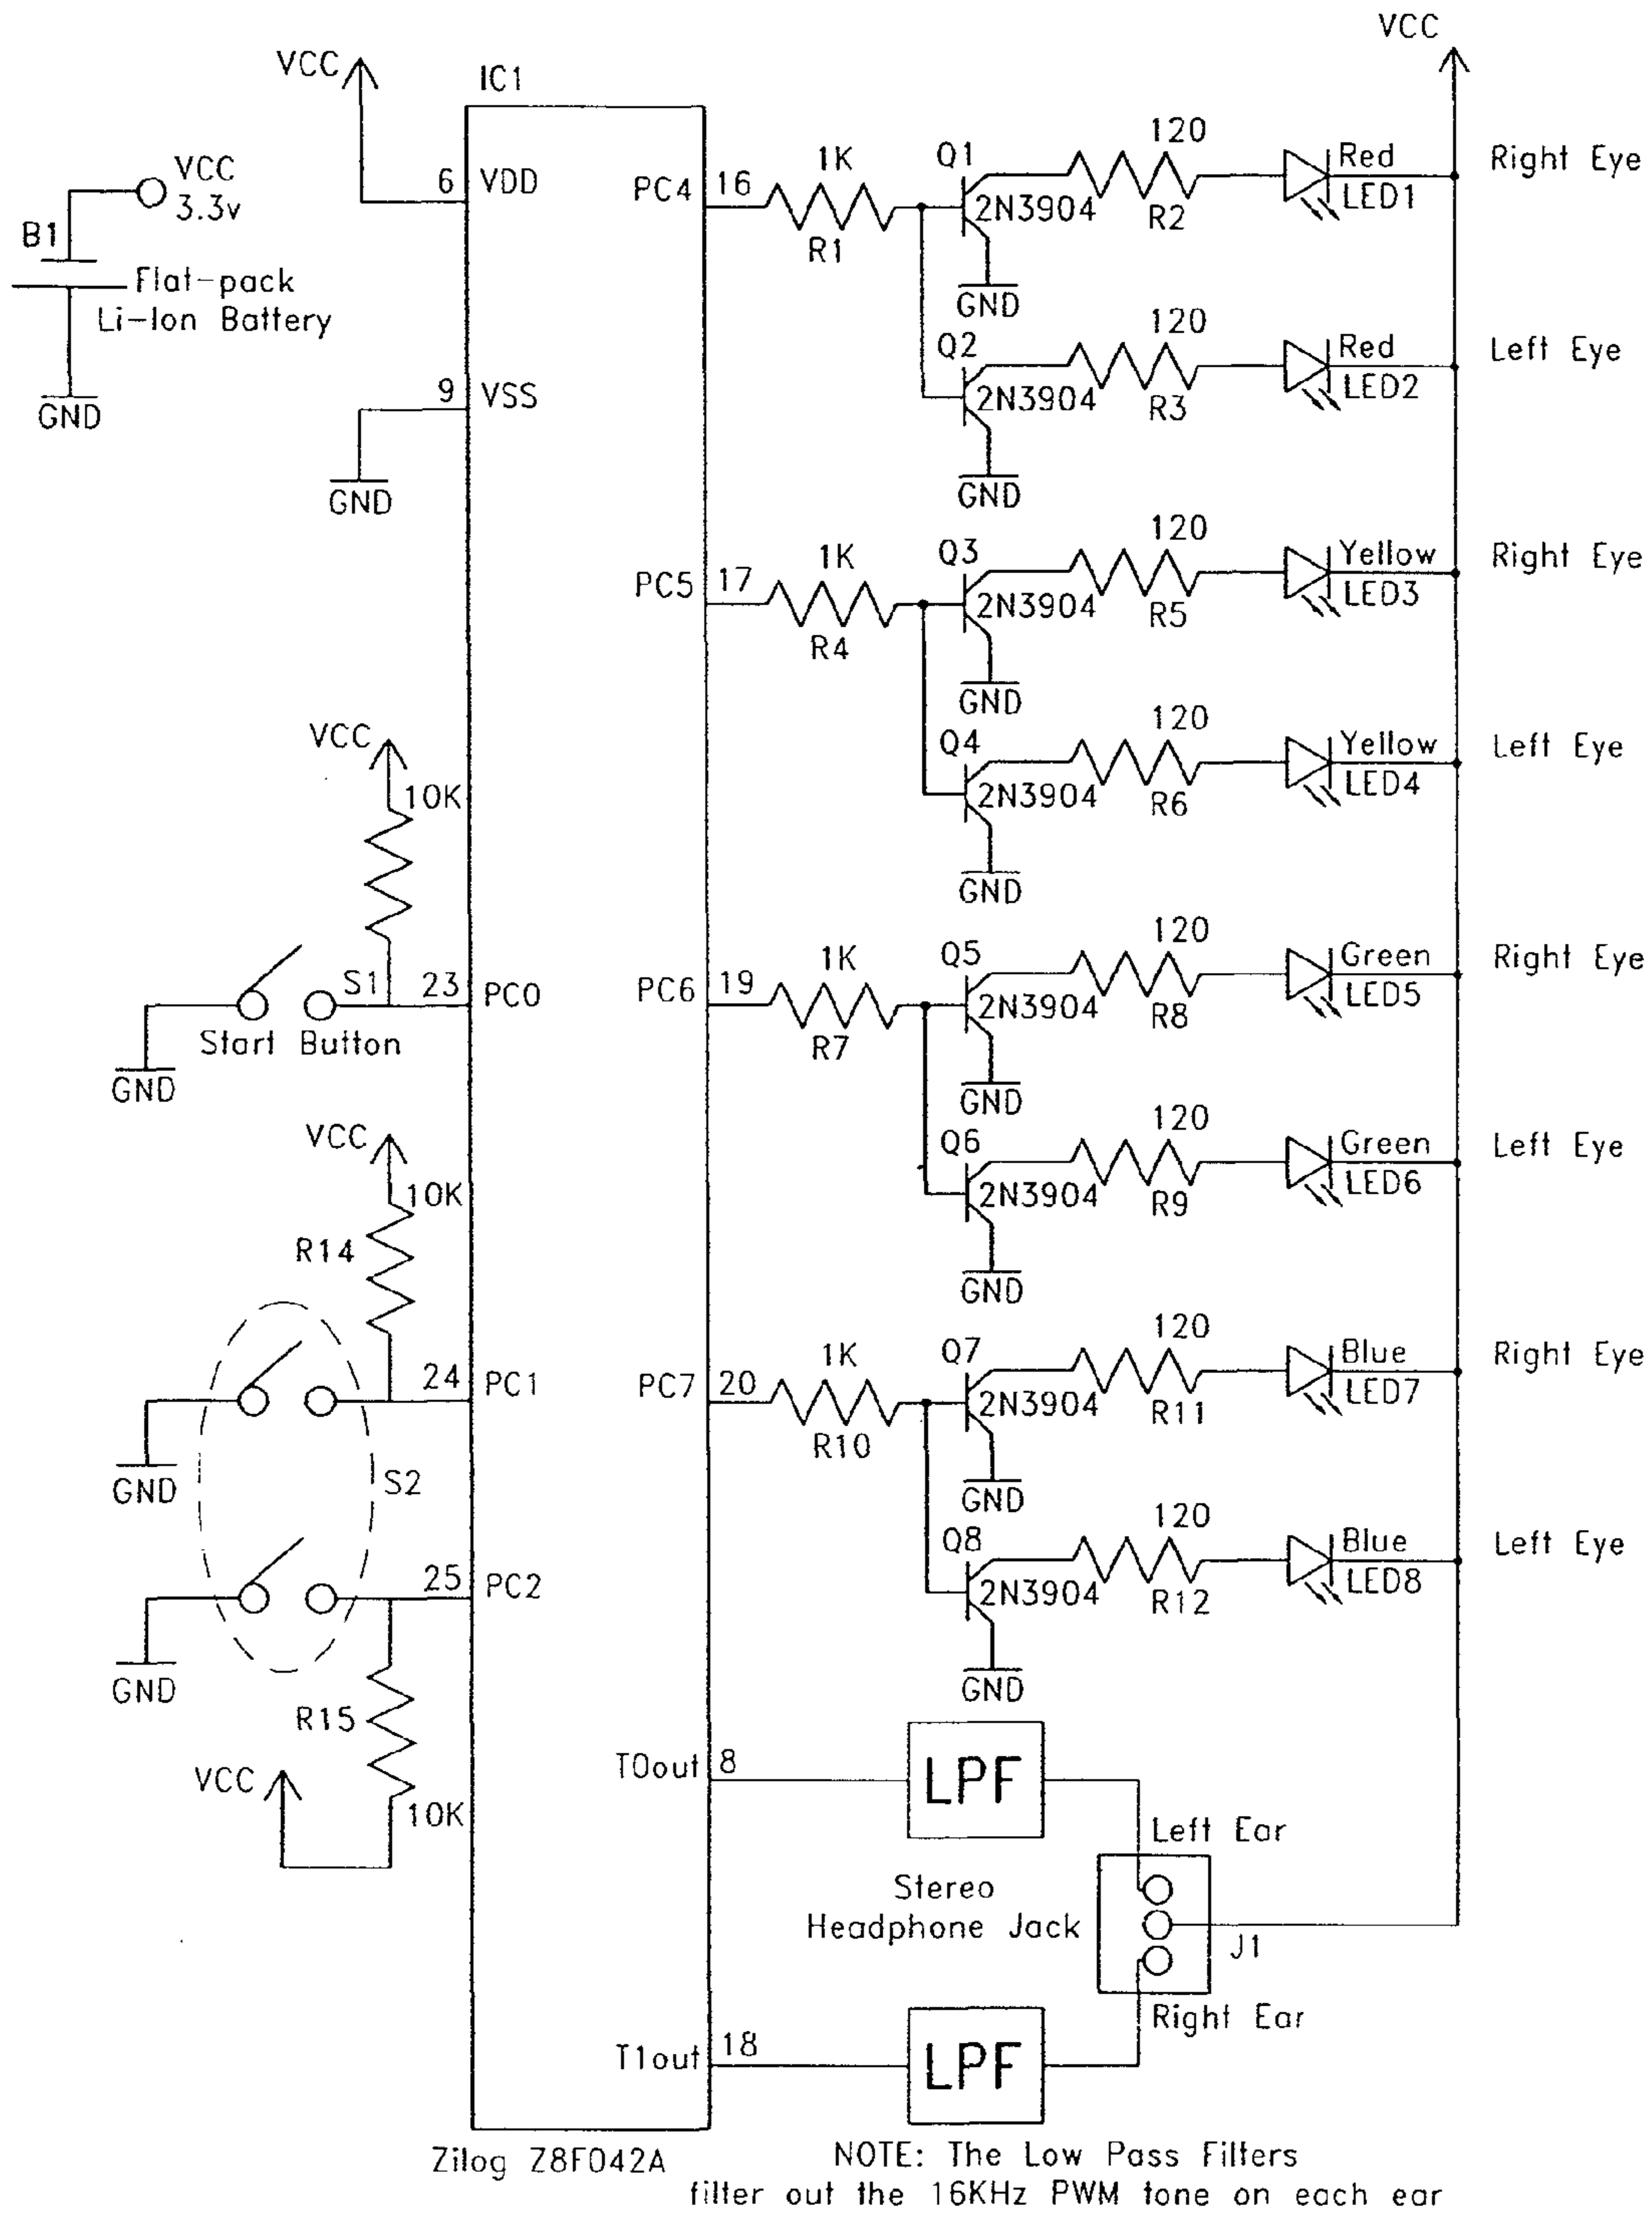 VCC
VCC
IC1
VCC
3.3v
B1
Flat-pack
Li-Ion Battery
GND
6 VDD
9 VSS
GND
PC4 16
1K
R1
Q1
2N3904
GND
120
R2
Red
LED1
Right Eye
Q2
2N3904
GND
120
R3
Red
LED2
Left Eye
PC5 17
1K
R4
Q3
2N3904
GND
120
R5
Yellow
LED3
Right Eye
Q4
2N3904
GND
120
R6
Yellow
LED4
Left Eye
VCC
10K
S1
23 PC0
Start Button
GND
PC6 19
1K
R7
Q5
2N3904
GND
120
R8
Green
LED5
Right Eye
Q6
2N3904
GND
120
R9
Green
LED6
Left Eye
VCC
10K
R14
24 PC1
GND
S2
25 PC2
GND
R15
VCC
10K
PC7 20
1K
R10
Q7
2N3904
GND
120
R11
Blue
LED7
Right Eye
Q8
2N3904
GND
120
R12
Blue
LED8
Left Eye
T0out 8
LPF
Left Ear
Stereo
Headphone Jack
J1
Right Ear
T1out 18
LPF
Zilog Z8F042A
NOTE: The Low Pass Filters
filter out the 16KHz PWM tone on each ear